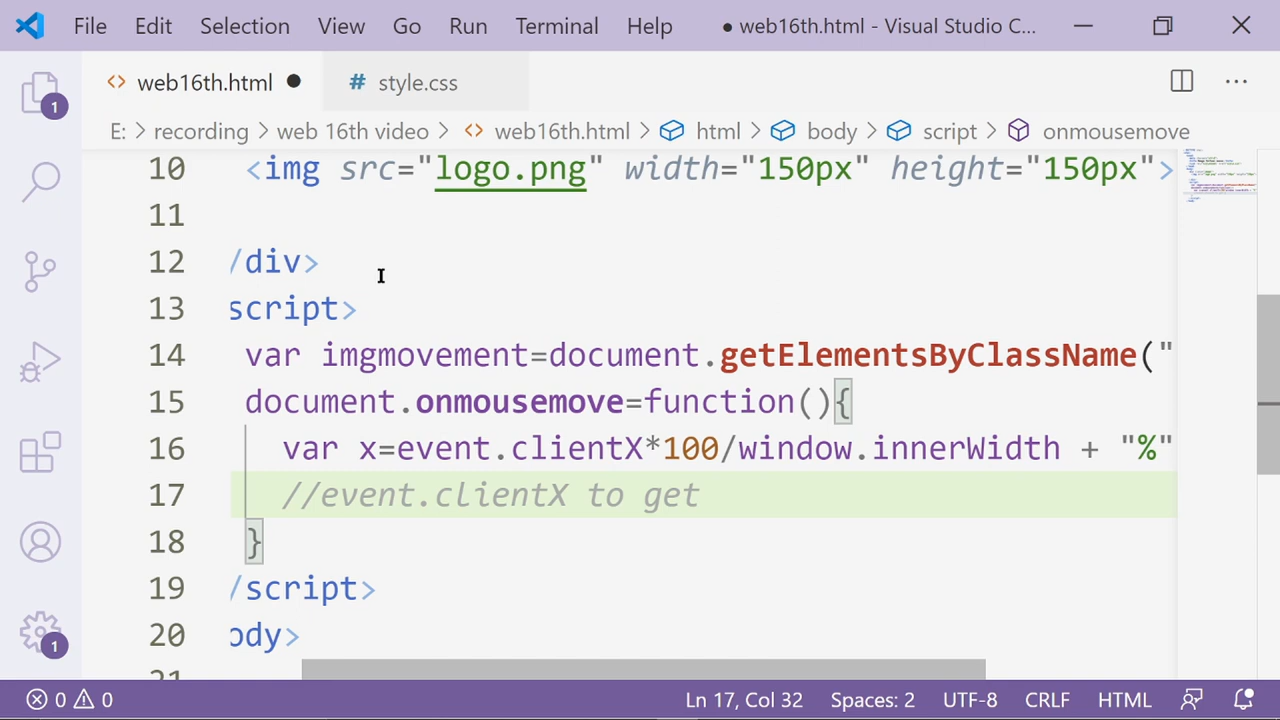 File Edit Selection View Go Run Terminal Help ● web16th.html - Visual Studio C...
<> web16th.html ● # style.css ...
1
E: > recording > web 16th video > <> web16th.html > html > body > script > onmousemove
10 <img src="logo.png" width="150px" height="150px">
11
12 /div>
13 script>
14 var imgmovement=document.getElementsByClassName("
15 document.onmousemove=function(){
16 var x=event.clientX*100/window.innerWidth + "%"
17 //event.clientX to get
18 }
19 /script>
20 ody>
21
1
0 0 Ln 17, Col 32 Spaces: 2 UTF-8 CRLF HTML